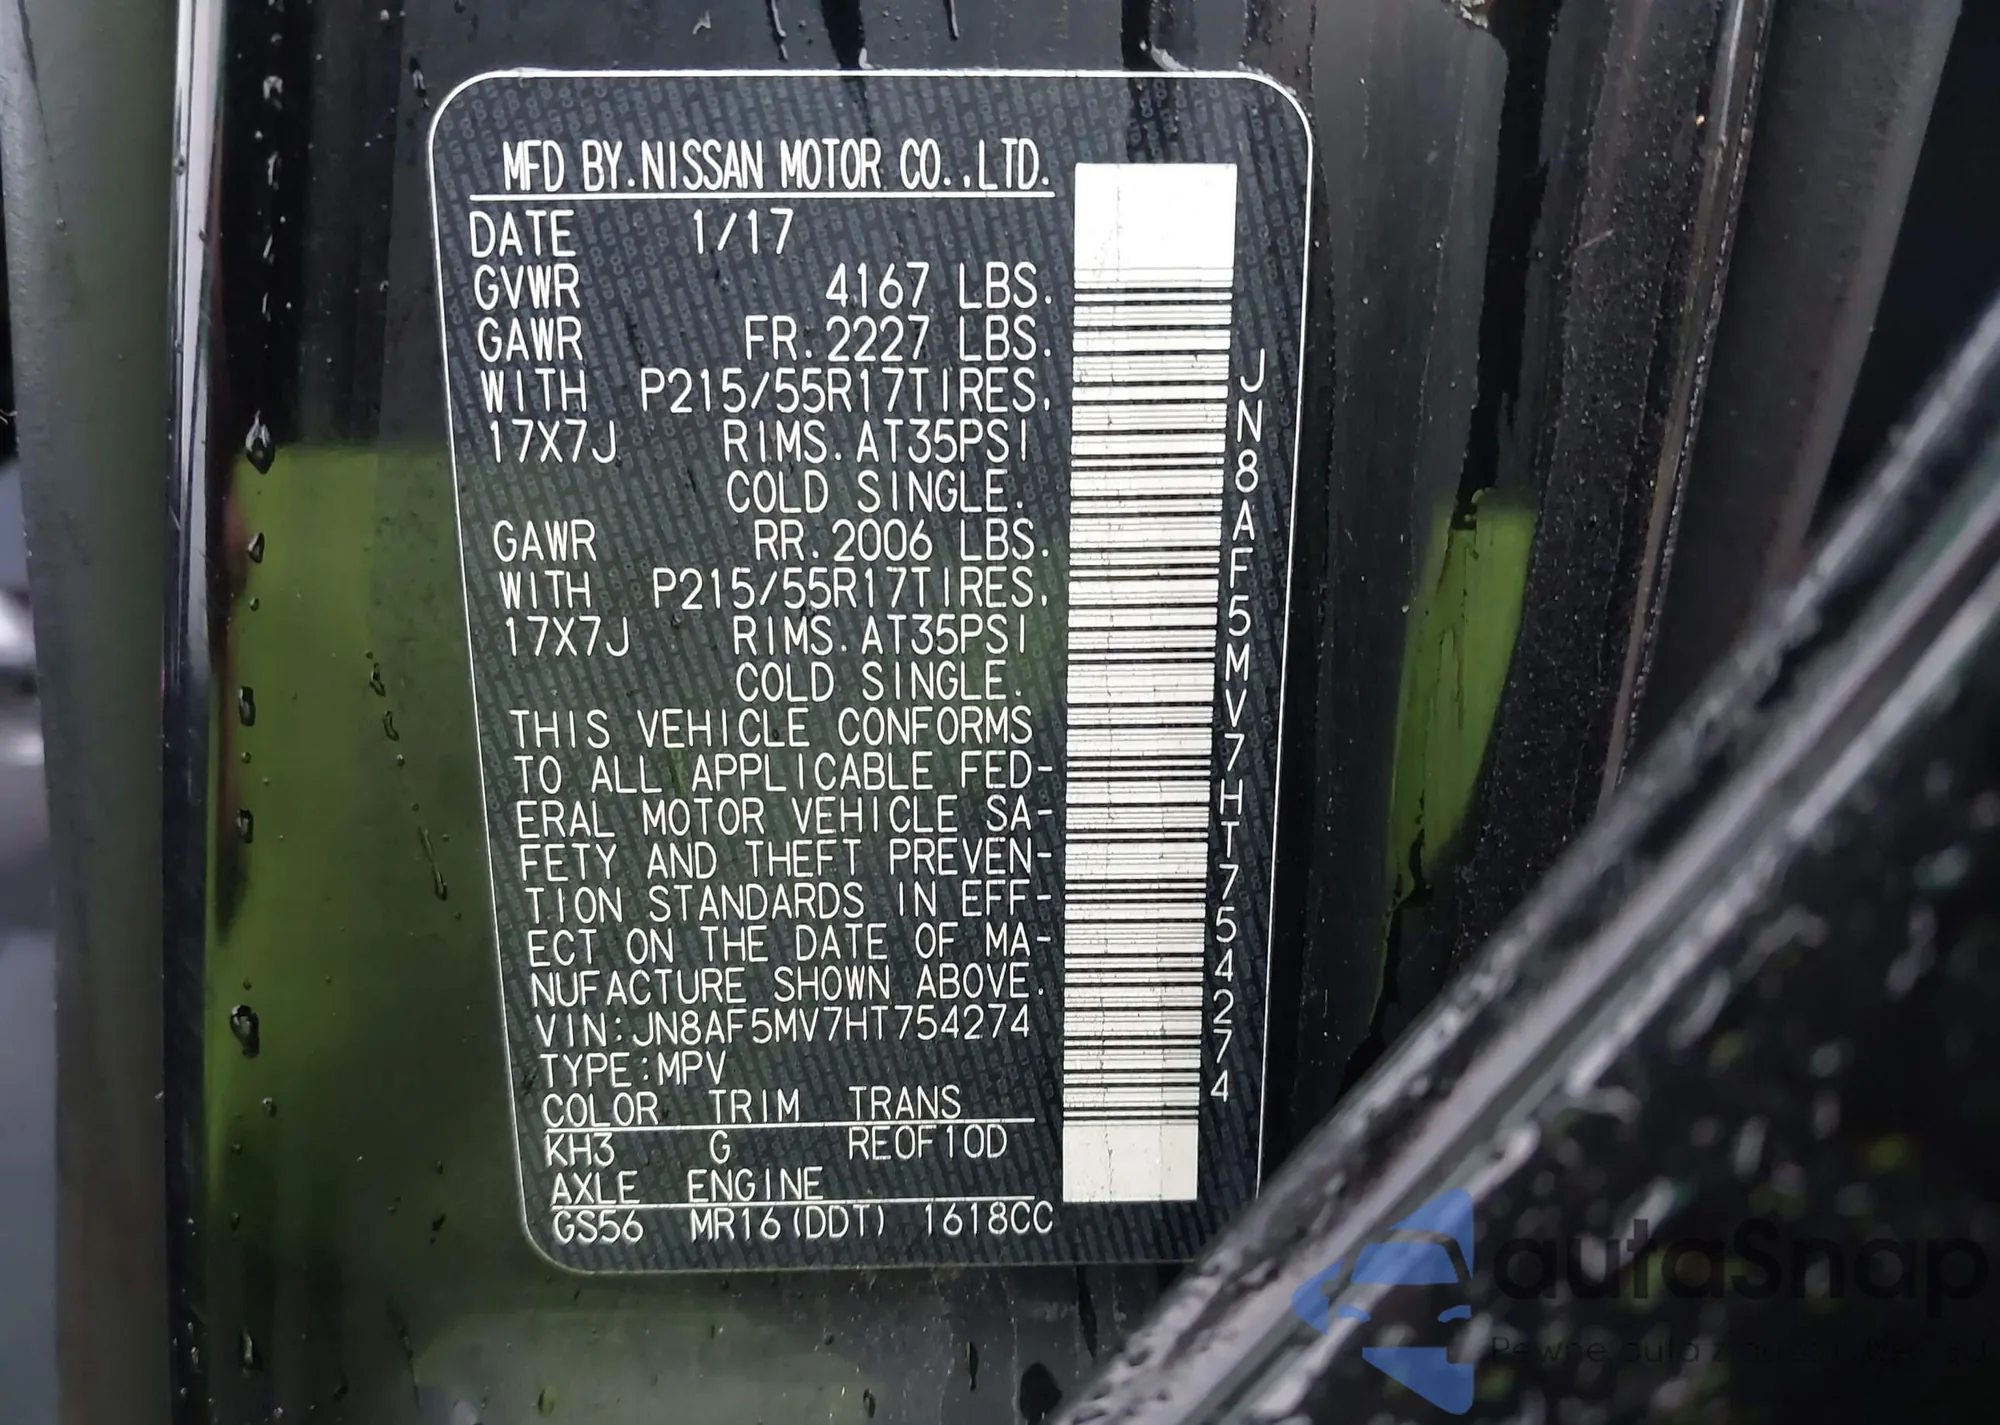 MFD BY.NISSAN MOTOR CO.,LTD.
DATE 1/17
GVWR 4167 LBS.
GAWR FR.2227 LBS.
WITH P215/55R17TIRES,
17X7J RIMS.AT35PSI
COLD SINGLE.
GAWR RR.2006 LBS.
WITH P215/55R17TIRES,
17X7J RIMS.AT35PSI
COLD SINGLE.
THIS VEHICLE CONFORMS
TO ALL APPLICABLE FED-
ERAL MOTOR VEHICLE SA-
FETY AND THEFT PREVEN-
TION STANDARDS IN EFF-
ECT ON THE DATE OF MA-
NUFACTURE SHOWN ABOVE.
VIN:JN8AF5MV7HT754274
TYPE:MPV
COLOR TRIM TRANS
KH3 G RE0F10D
AXLE ENGINE
GS56 MR16(DDT) 1618CC
JN8AF5MV7HT754274
autaSnap
Pewne auta z